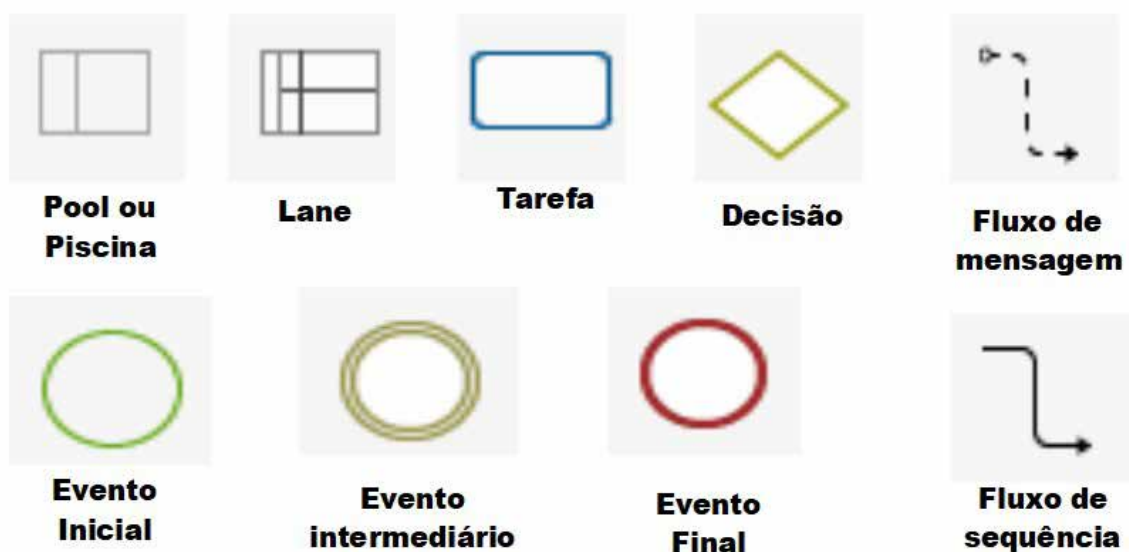 Pool ou
Piscina
Lane
Tarefa
Decisão
Fluxo de
mensagem
Evento
Inicial
Evento
intermediário
Evento
Final
Fluxo de
sequência